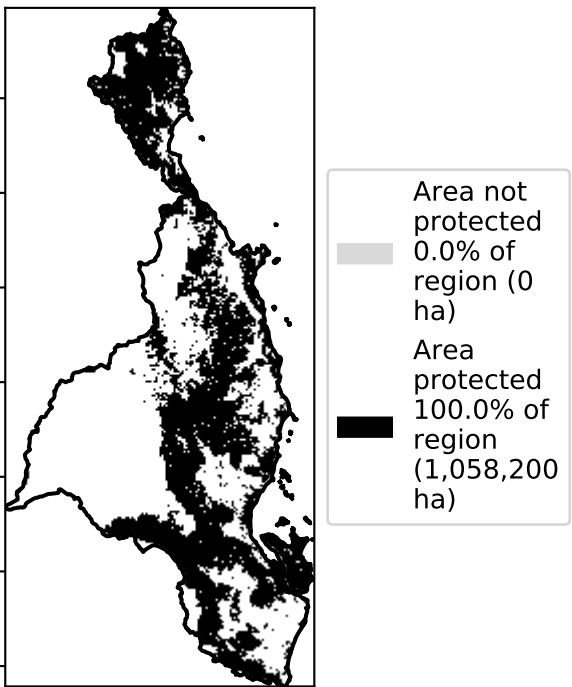 Area not
protected
0.0% of
region (0
ha)
Area
protected
100.0% of
region
(1,058,200
ha)